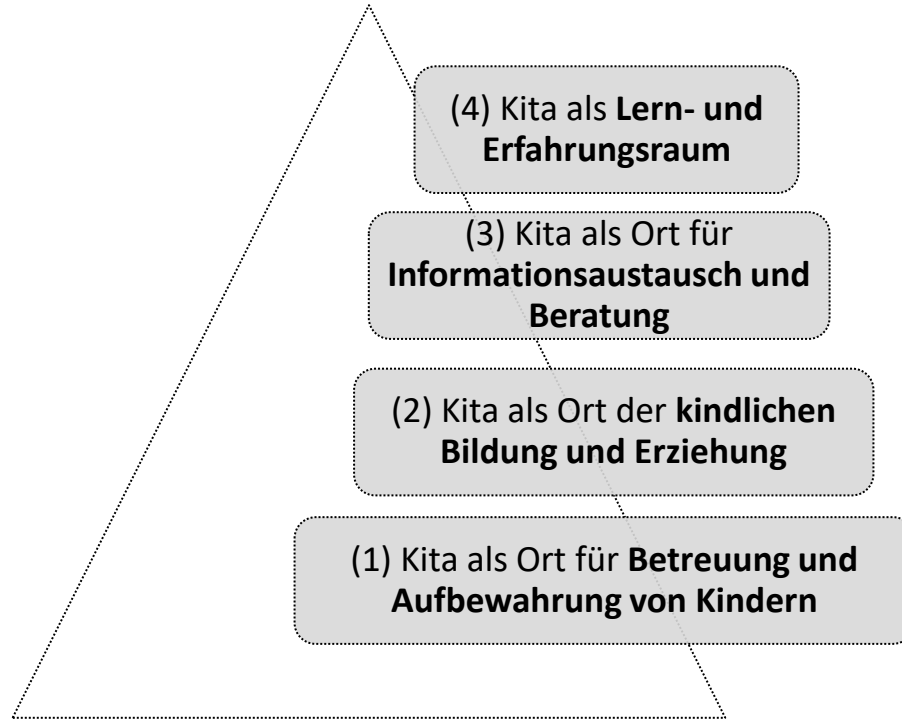 (4) Kita als Lern- und
Erfahrungsraum
(3) Kita als Ort für
Informationsaustausch und
Beratung
(2) Kita als Ort der kindlichen
Bildung und Erziehung
(1) Kita als Ort für Betreuung und
Aufbewahrung von Kindern